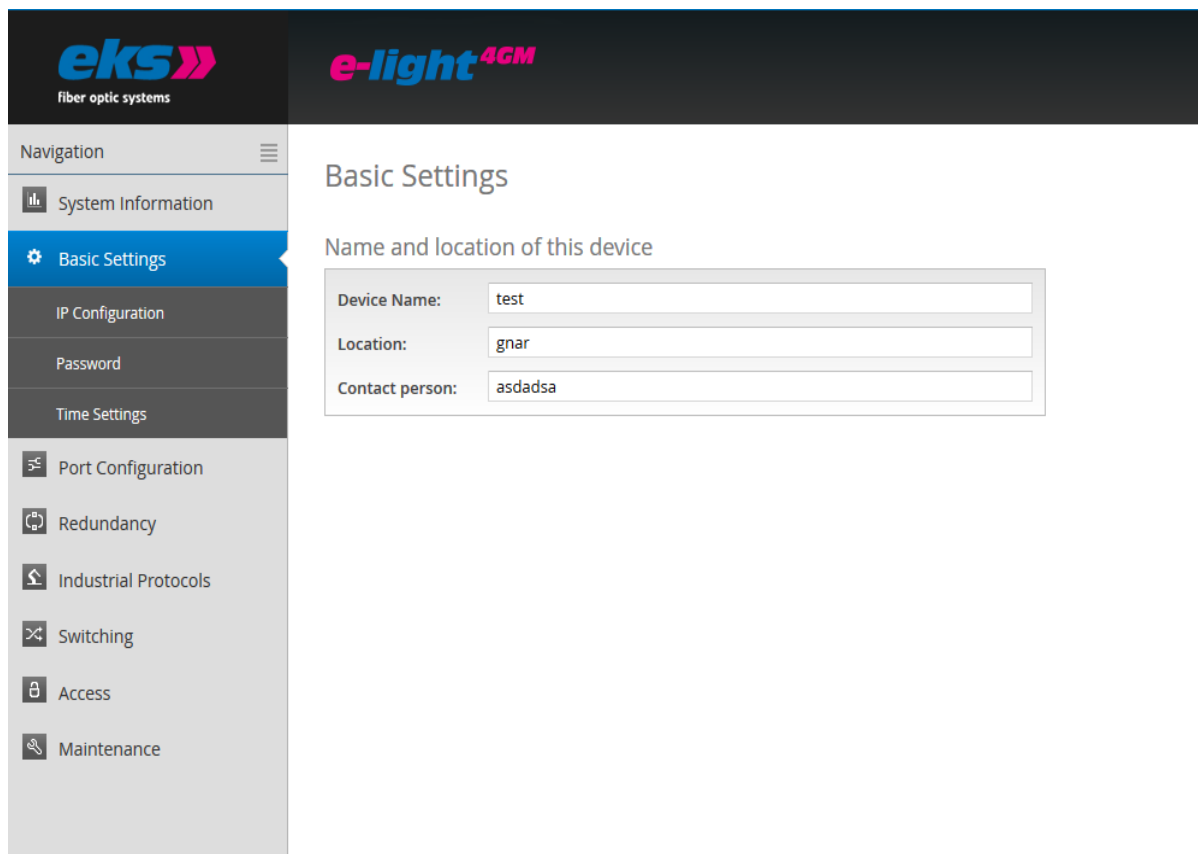 eks
fiber optic systems
e-light 4GM
Navigation
System Information
Basic Settings
IP Configuration
Password
Time Settings
Port Configuration
Redundancy
Industrial Protocols
Switching
Access
Maintenance
Basic Settings
Name and location of this device
Device Name: test
Location: gnar
Contact person: asdadsa